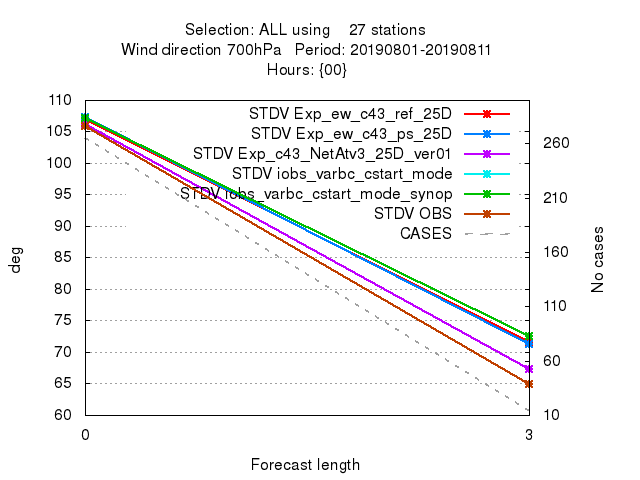 Selection: ALL using 27 stations
Wind direction 700hPa Period: 20190801-20190811
Hours: {00}
110
105
100
95
90
85
80
75
70
65
60
deg
STDV Exp_ew_c43_ref_25D
STDV Exp_ew_c43_ps_25D
STDV Exp_c43_NetAtv3_25D_ver01
STDV iobs_varbc_cstart_mode
STDV iobs_varbc_cstart_mode_synop
STDV OBS
CASES
260
210
160
110
60
10
No cases
0 3
Forecast length